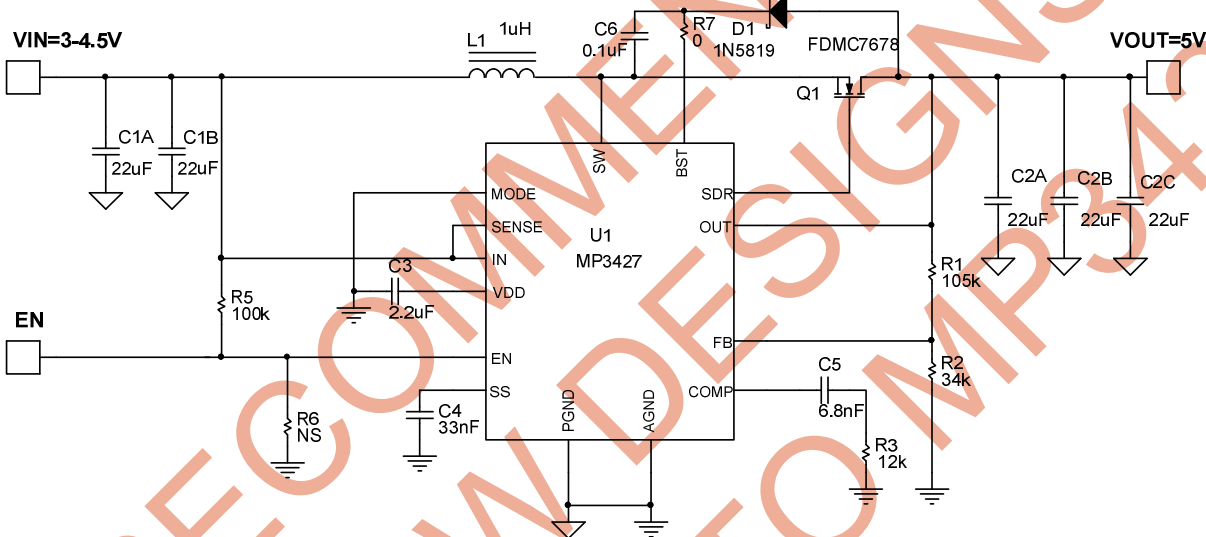 VIN=3-4.5V
L1
1uH
C6
0.1uF
R7
0
D1
1N5819
FDMC7678
VOUT=5V
Q1
C1A
22uF
C1B
22uF
SW
BST
MODE
SENSE
IN
VDD
EN
SS
SDR
OUT
FB
COMP
PGND
AGND
U1
MP3427
C3
2.2uF
R5
100k
EN
R6
NS
C4
33nF
C2A
22uF
C2B
22uF
C2C
22uF
R1
105k
R2
34k
C5
6.8nF
R3
12k
RECOMMEN
W DESIGNS
TO MP342